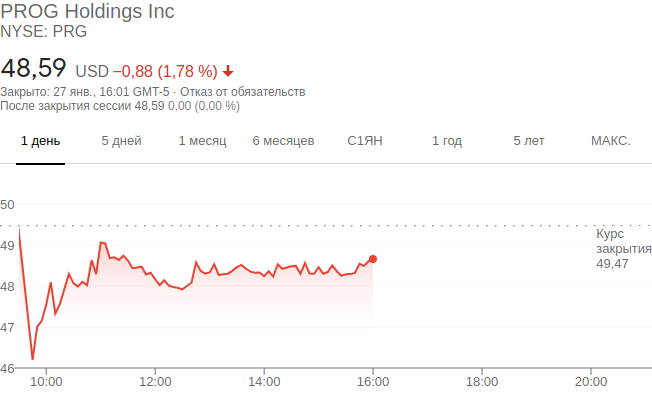 PROG Holdings Inc
NYSE: PRG
48,59 USD −0,88 (1,78 %)
Закрыто: 27 янв., 16:01 GMT-5 · Отказ от обязательств
После закрытия сессии 48,59 0,00 (0,00 %)
1 день 5 дней 1 месяц 6 месяцев С1ЯН 1 год 5 лет МАКС.
50
Курс
закрытия
49,47
49
48
47
46
10:00 12:00 14:00 16:00 18:00 20:00